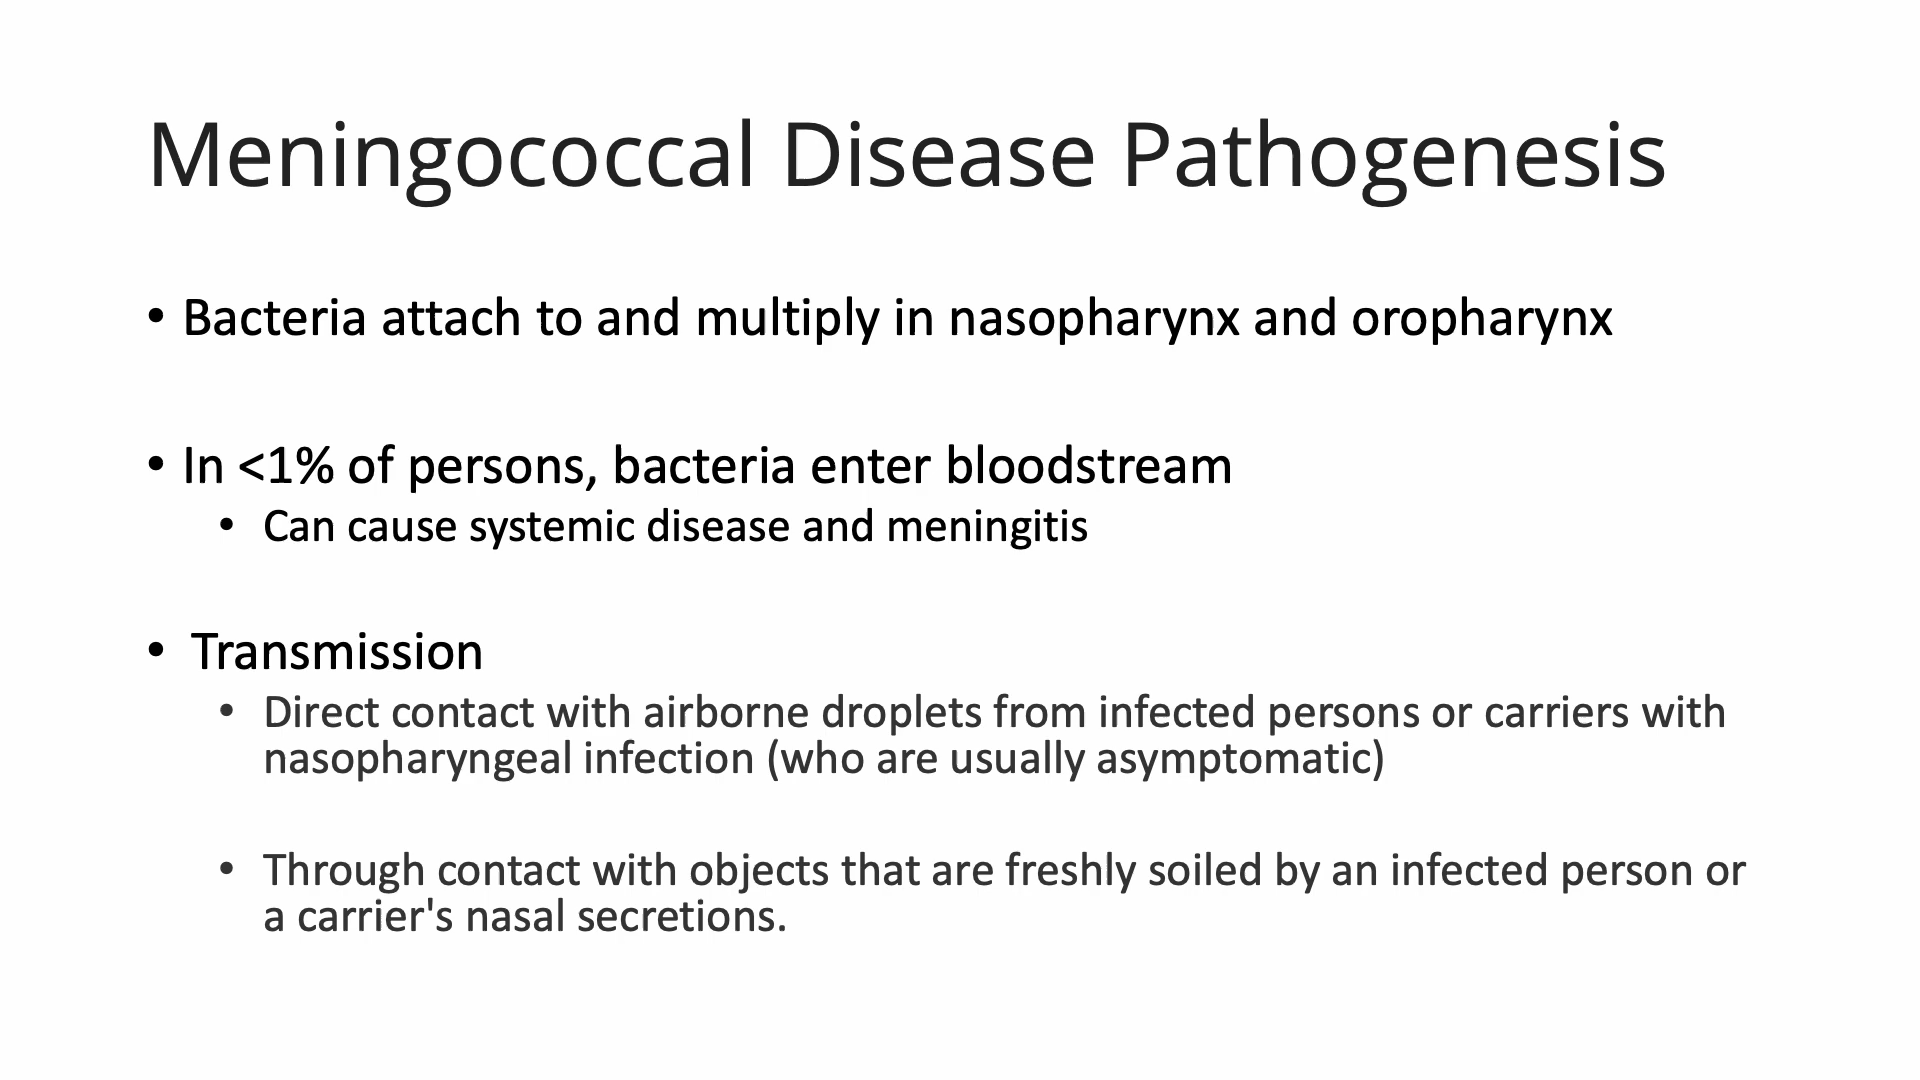 Meningococcal Disease Pathogenesis
• Bacteria attach to and multiply in nasopharynx and oropharynx
• In <1% of persons, bacteria enter bloodstream
• Can cause systemic disease and meningitis
• Transmission
• Direct contact with airborne droplets from infected persons or carriers with
nasopharyngeal infection (who are usually asymptomatic)
• Through contact with objects that are freshly soiled by an infected person or
a carrier's nasal secretions.